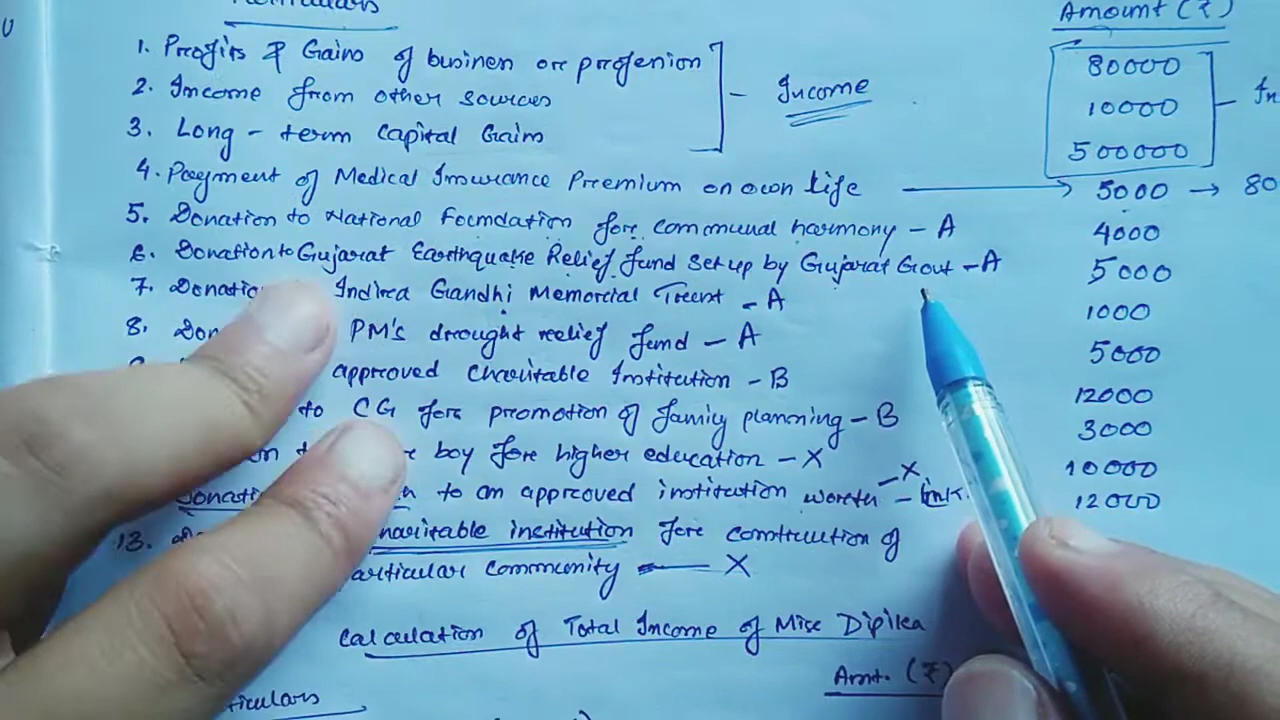 Particulars Amount (₹)
1. Profits & Gains of business or profession 80000
2. Income from other sources - Income 10000
3. Long - term Capital Gains 500000
4. Payment of Medical Insurance Premium on own life → 5000 → 80
5. Donation to National Foundation for communal harmony - A 4000
6. Donation to Gujarat Earthquake Relief fund set up by Gujarat Govt - A 5000
7. Indira Gandhi Memorial Trust - A 1000
8. PM's drought relief fund - A 5000
approved Charitable Institution - B 12000
to CG for promotion of family planning - B 3000
boy for higher education - X 10000
to an approved institution worth - X 12000
13. charitable institution for construction of
particular community - X
Calculation of Total Income of Miss Dipika
Particulars Amt. (₹)